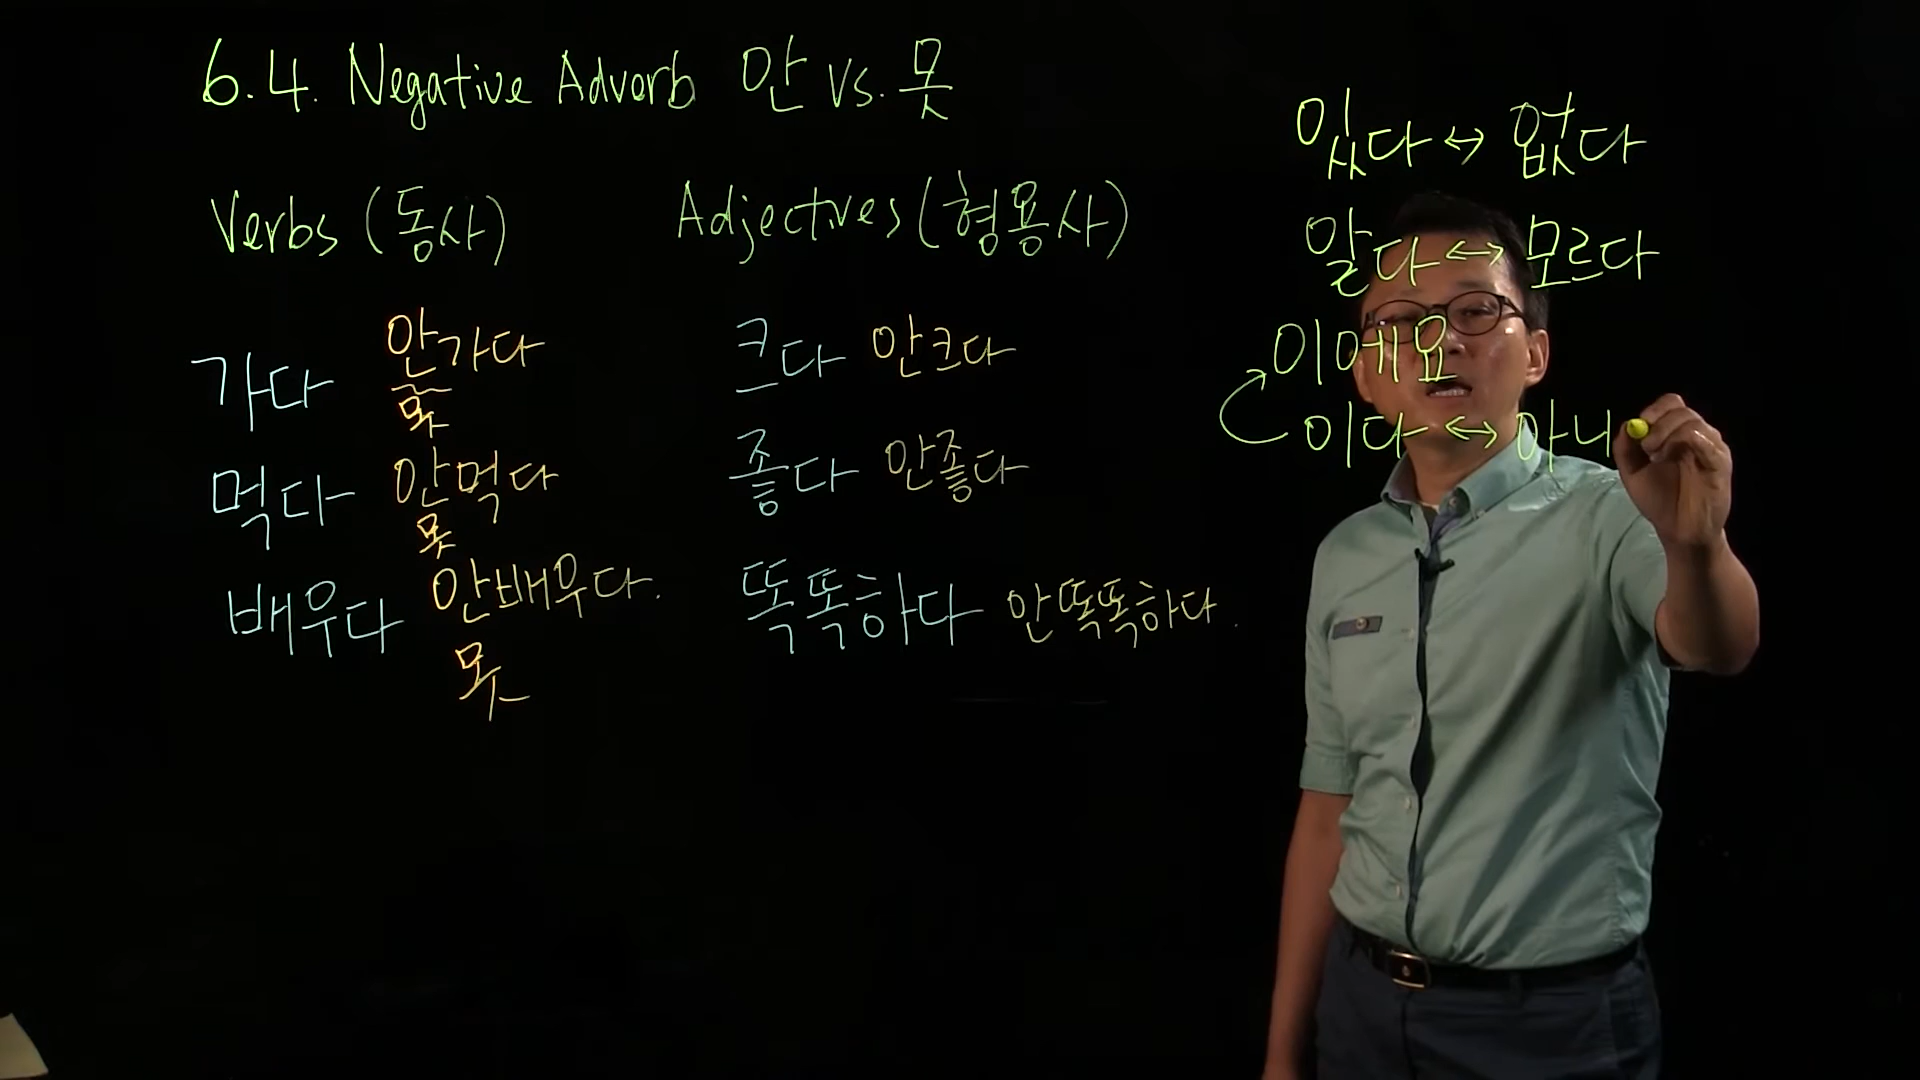 6.4. Negative Adverb 안 vs. 못
Verbs (동사)
가다 안가다
못
먹다 안먹다
못
배우다 안배우다.
못
Adjectives (형용사)
크다 안크다
좋다 안좋다
똑똑하다 안똑똑하다.
있다 ↔ 없다
알다 ↔ 모르다
이에요
이다 ↔ 아니